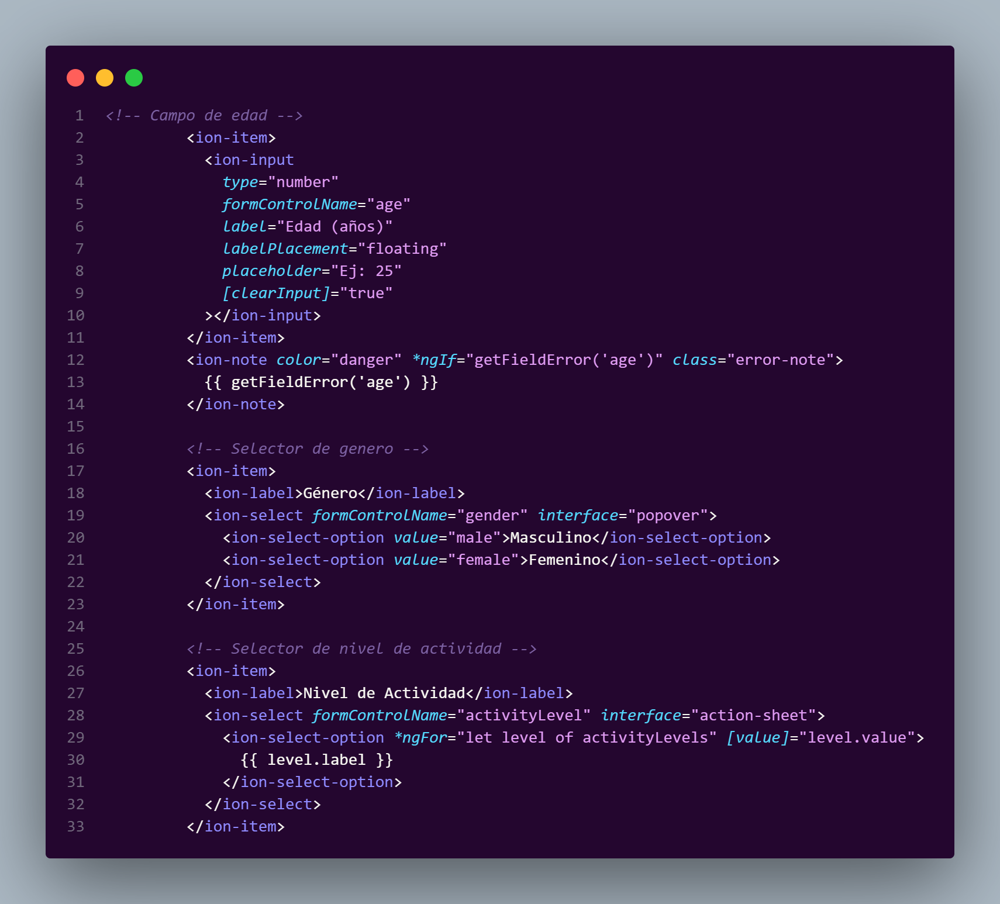 1 <!-- Campo de edad -->
2 <ion-item>
3 <ion-input
4 type="number"
5 formControlName="age"
6 label="Edad (años)"
7 labelPlacement="floating"
8 placeholder="Ej: 25"
9 [clearInput]="true"
10 ></ion-input>
11 </ion-item>
12 <ion-note color="danger" *ngIf="getFieldError('age')" class="error-note">
13 {{ getFieldError('age') }}
14 </ion-note>
15
16 <!-- Selector de genero -->
17 <ion-item>
18 <ion-label>Género</ion-label>
19 <ion-select formControlName="gender" interface="popover">
20 <ion-select-option value="male">Masculino</ion-select-option>
21 <ion-select-option value="female">Femenino</ion-select-option>
22 </ion-select>
23 </ion-item>
24
25 <!-- Selector de nivel de actividad -->
26 <ion-item>
27 <ion-label>Nivel de Actividad</ion-label>
28 <ion-select formControlName="activityLevel" interface="action-sheet">
29 <ion-select-option *ngFor="let level of activityLevels" [value]="level.value">
30 {{ level.label }}
31 </ion-select-option>
32 </ion-select>
33 </ion-item>